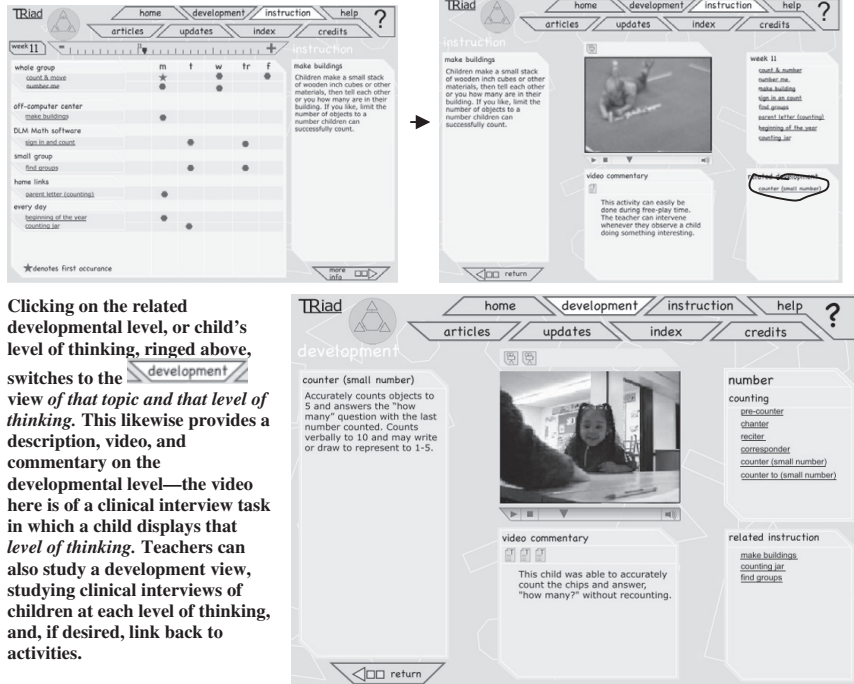 TRiad
home
development
instruction
help
?
articles
updates
index
credits
week 11
-
+
instruction
whole group
m t w tr f
count & move
number me
off-computer center
make buildings
DLM Math software
sign in and count
small group
find groups
home links
parent letter (counting)
every day
beginning of the year
counting jar
★denotes first occurance
make buildings
Children make a small stack
of wooden inch cubes or other
materials, then tell each other
or you how many are in their
building. If you like, limit the
number of objects to a
number children can
successfully count.
more
info
TRiad
home
development
instruction
help
?
articles
updates
index
credits
instruction
make buildings
Children make a small stack
of wooden inch cubes or other
materials, then tell each other
or you how many are in their
building. If you like, limit the
number of objects to a
number children can
successfully count.
video commentary
This activity can easily be
done during free-play time.
The teacher can intervene
whenever they observe a child
doing something interesting.
week 11
count & number
number me
make building
sign in an count
find groups
parent letter (counting)
beginning of the year
counting jar
related development
counter (small number)
return
Clicking on the related
developmental level, or child's
level of thinking, ringed above,
switches to the development
view of that topic and that level of
thinking. This likewise provides a
description, video, and
commentary on the
developmental level—the video
here is of a clinical interview task
in which a child displays that
level of thinking. Teachers can
also study a development view,
studying clinical interviews of
children at each level of thinking,
and, if desired, link back to
activities.
TRiad
home
development
instruction
help
?
articles
updates
index
credits
development
counter (small number)
Accurately counts objects to
5 and answers the "how
many" question with the last
number counted. Counts
verbally to 10 and may write
or draw to represent to 1-5.
video commentary
This child was able to accurately
count the chips and answer,
"how many?" without recounting.
number
counting
pre-counter
chanter
reciter
corresponder
counter (small number)
counter to (small number)
related instruction
make buildings
counting jar
find groups
return